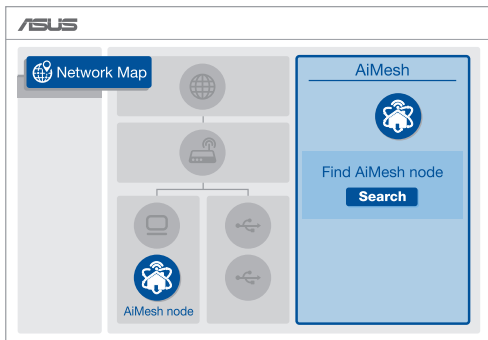 ASUS
Network Map
AiMesh
Find AiMesh node
Search
AiMesh node